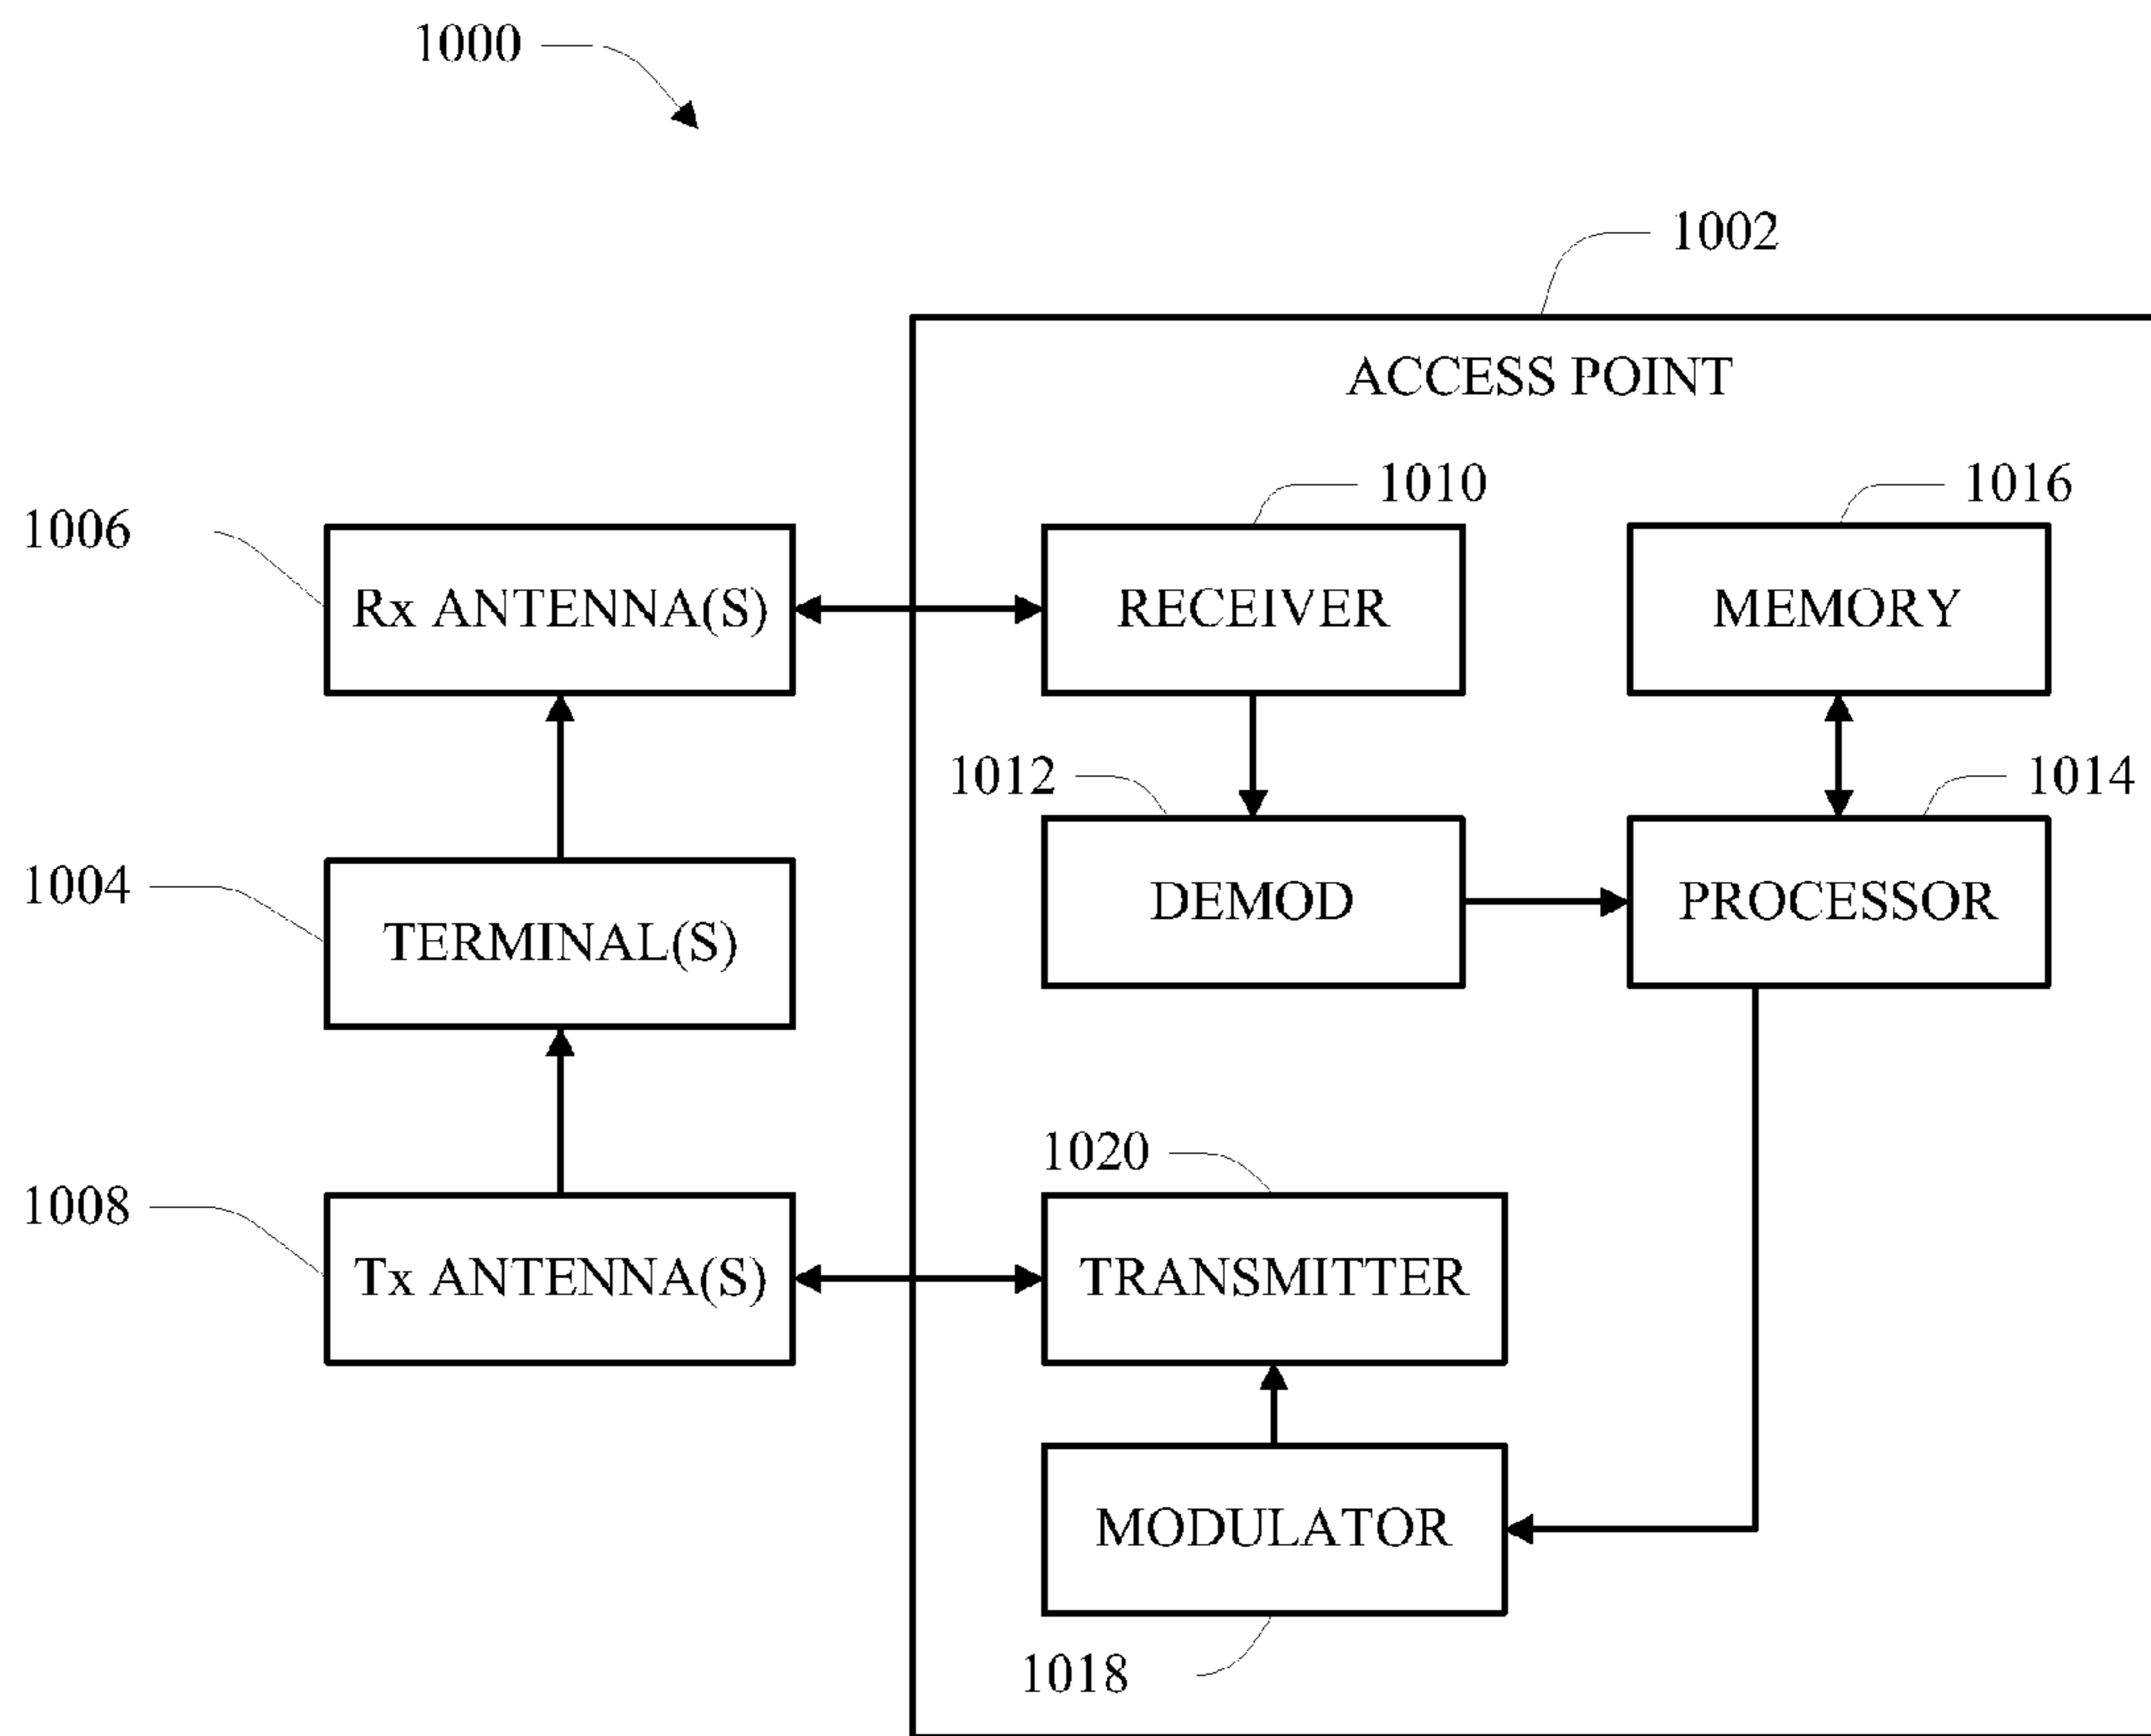 1000
1002
ACCESS POINT
1006
1010
1016
Rx ANTENNA(S)
RECEIVER
MEMORY
1012
1014
1004
TERMINAL(S)
DEMOD
PROCESSOR
1020
1008
Tx ANTENNA(S)
TRANSMITTER
MODULATOR
1018